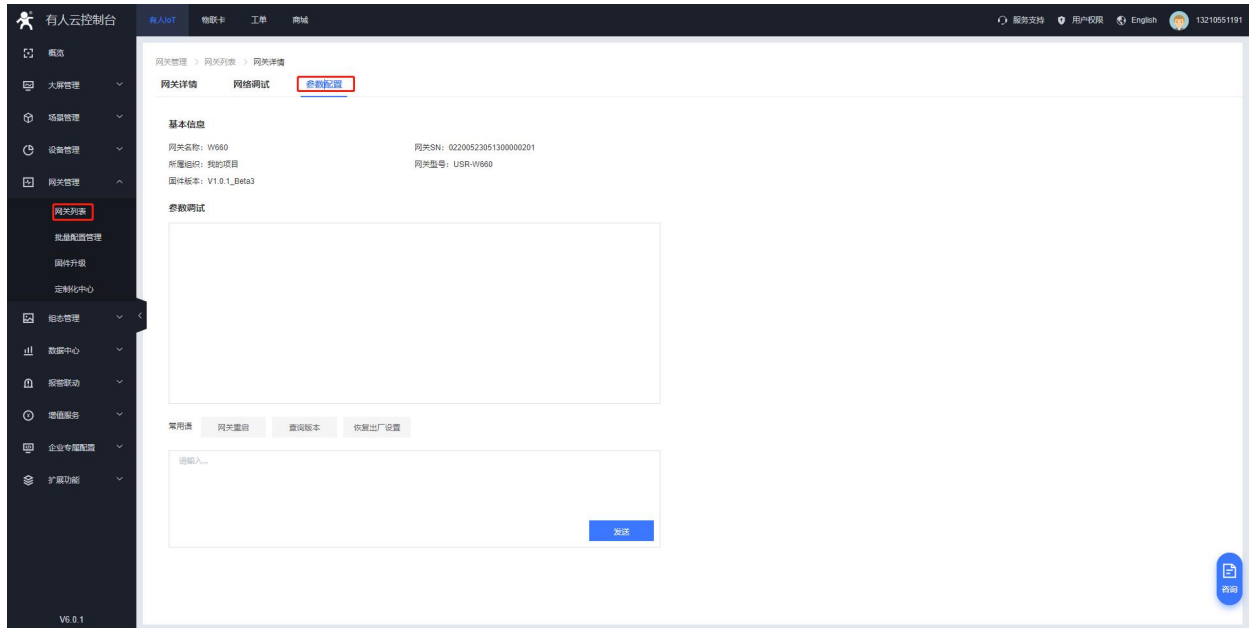 有人云控制台
有人IoT 物联卡 工单 商城
服务支持 用户权限 English 13210551191
概览
大屏管理
场景管理
设备管理
网关管理
网关列表
批量配置管理
固件升级
定制化中心
组态管理
数据中心
报警联动
增值服务
企业专属配置
扩展功能
V6.0.1
网关管理 > 网关列表 > 网关详情
网关详情 网络调试 参数配置
基本信息
网关名称：W660 网关SN：02200523051300000201
所属组织：我的项目 网关型号：USR-W660
固件版本：V1.0.1_Beta3
参数调试
常用语 网关重启 查询版本 恢复出厂设置
请输入...
发送
咨询